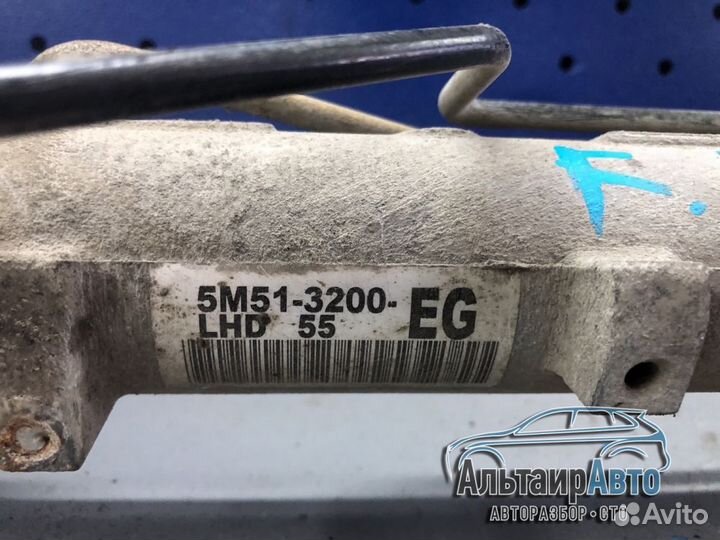 F.
5M51-3200-EG
LHD 55
АльтаирАвто
АВТОРАЗБОР·СТО
Avito